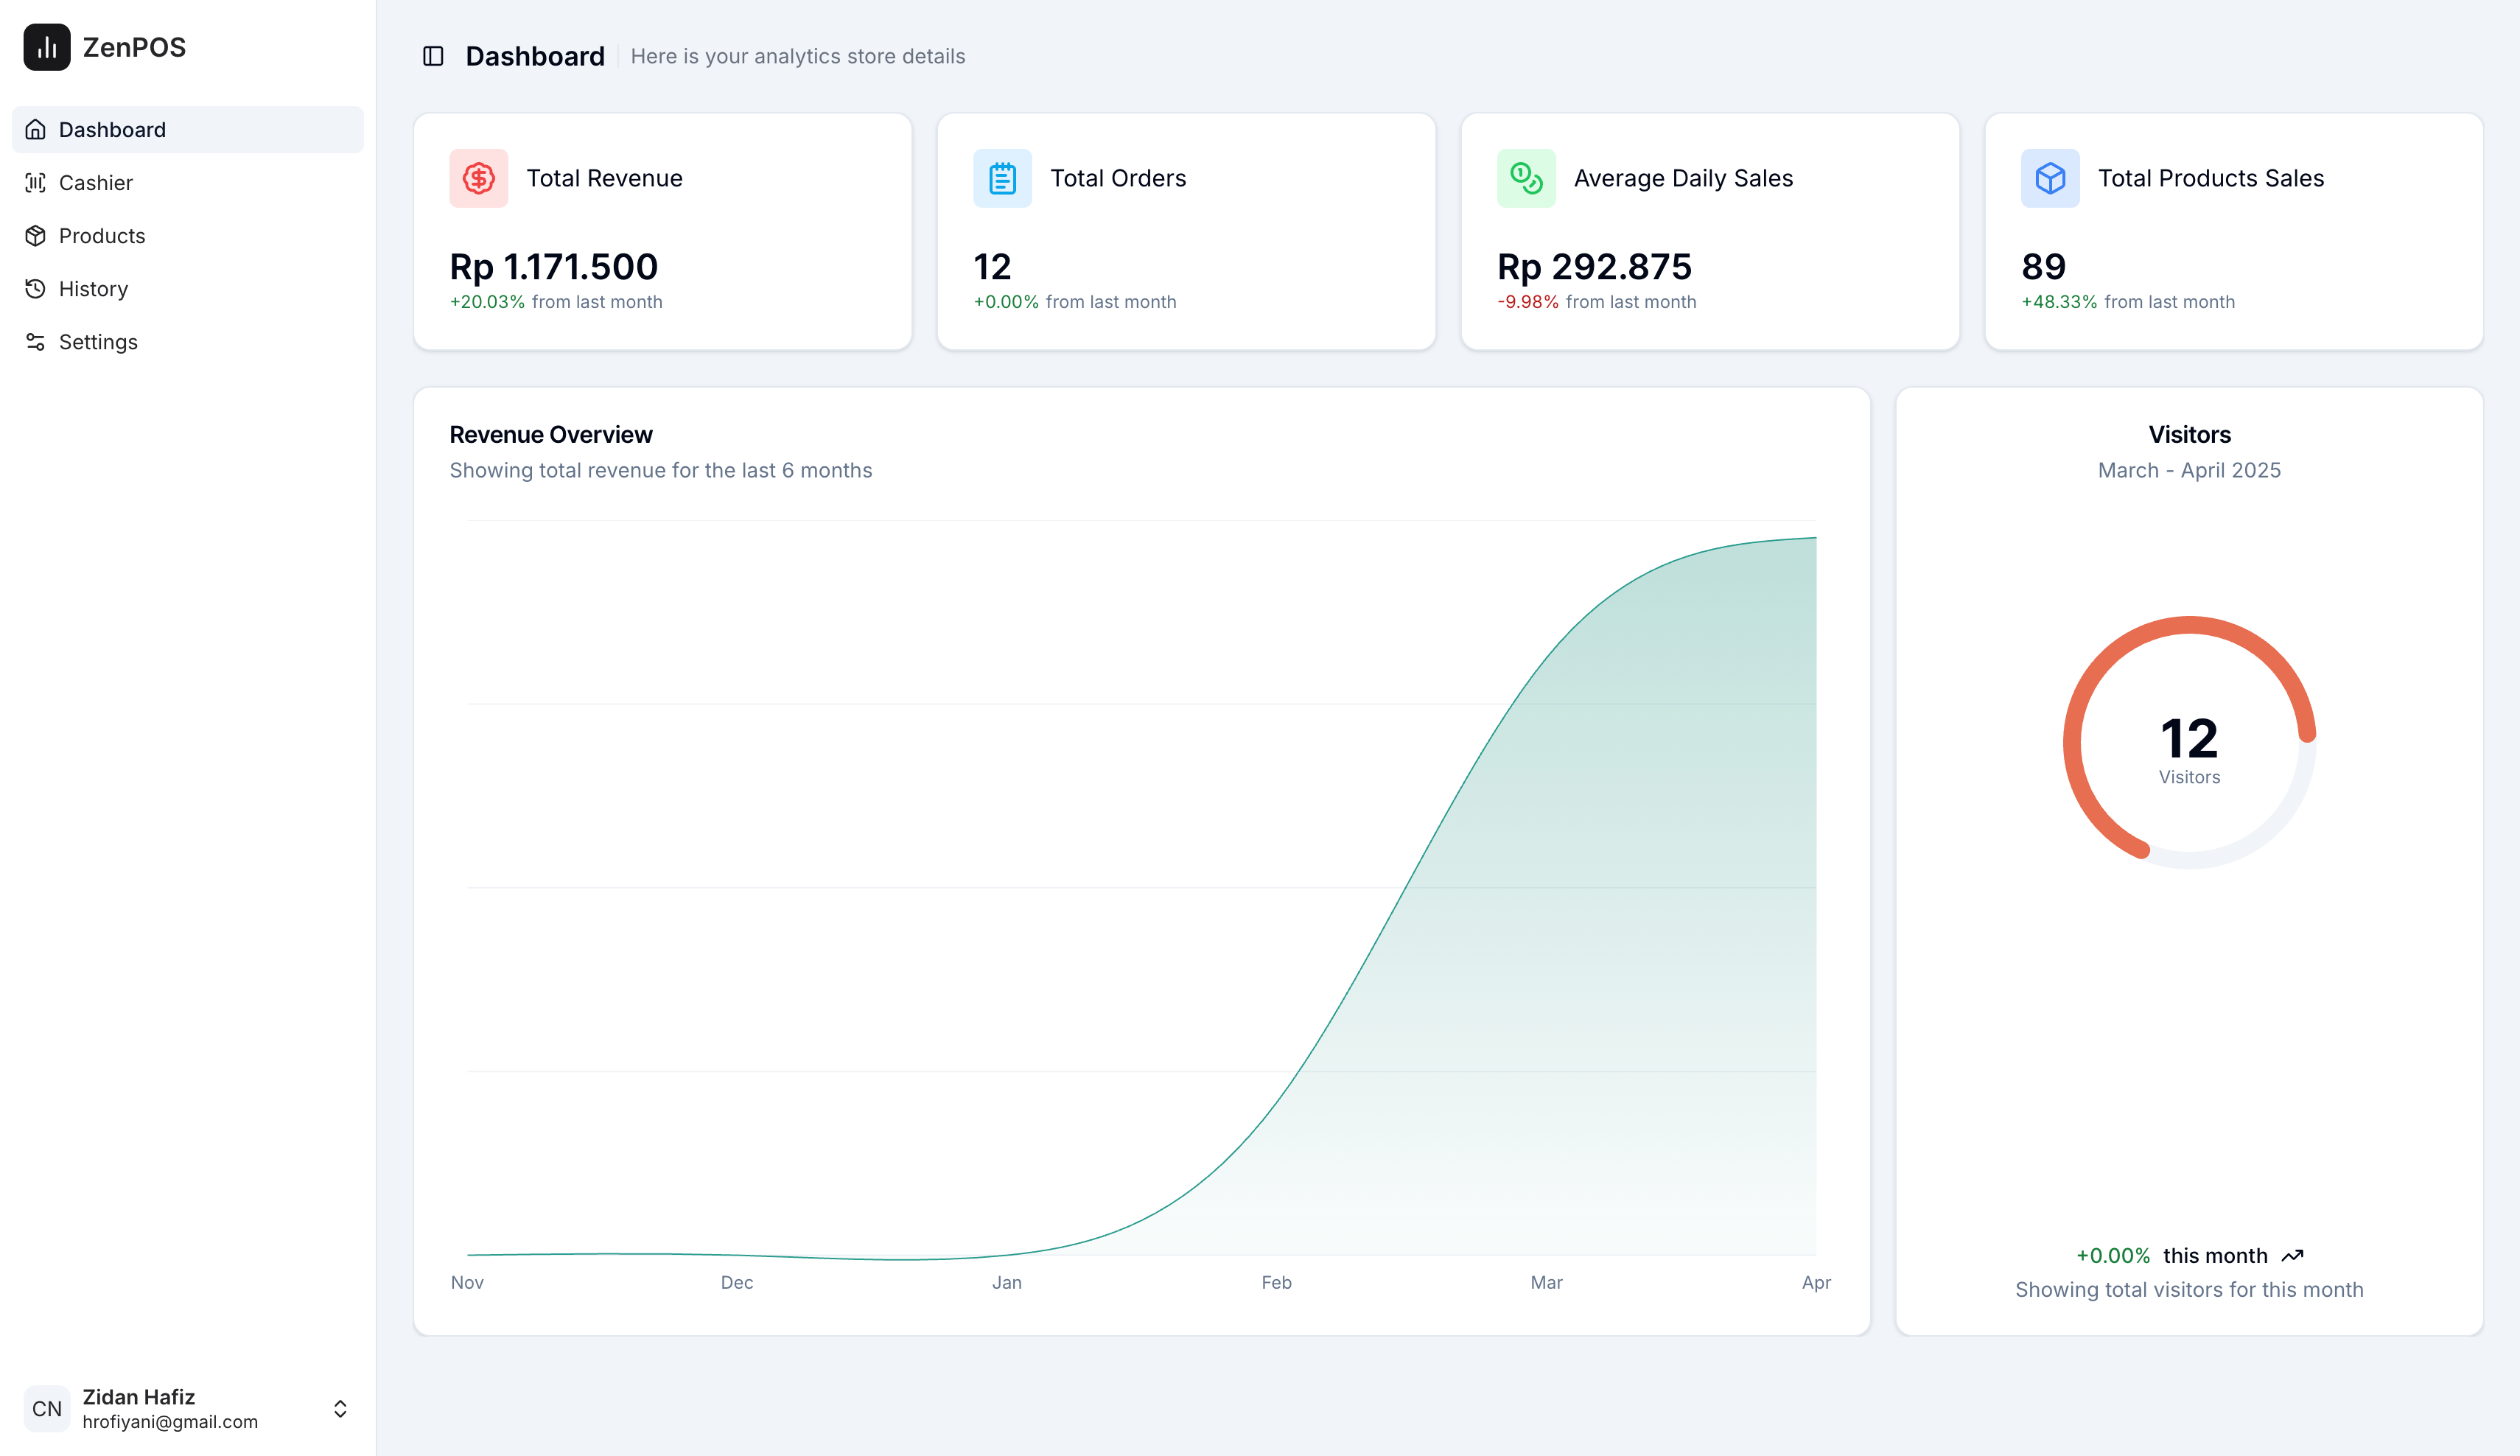 ZenPOS
Dashboard
Cashier
Products
History
Settings
CN
Zidan Hafiz
hrofiyani@gmail.com
Dashboard
Here is your analytics store details
Total Revenue
Rp 1.171.500
+20.03% from last month
Total Orders
12
+0.00% from last month
Average Daily Sales
Rp 292.875
-9.98% from last month
Total Products Sales
89
+48.33% from last month
Revenue Overview
Showing total revenue for the last 6 months
Nov Dec Jan Feb Mar Apr
Visitors
March - April 2025
12
Visitors
+0.00% this month
Showing total visitors for this month